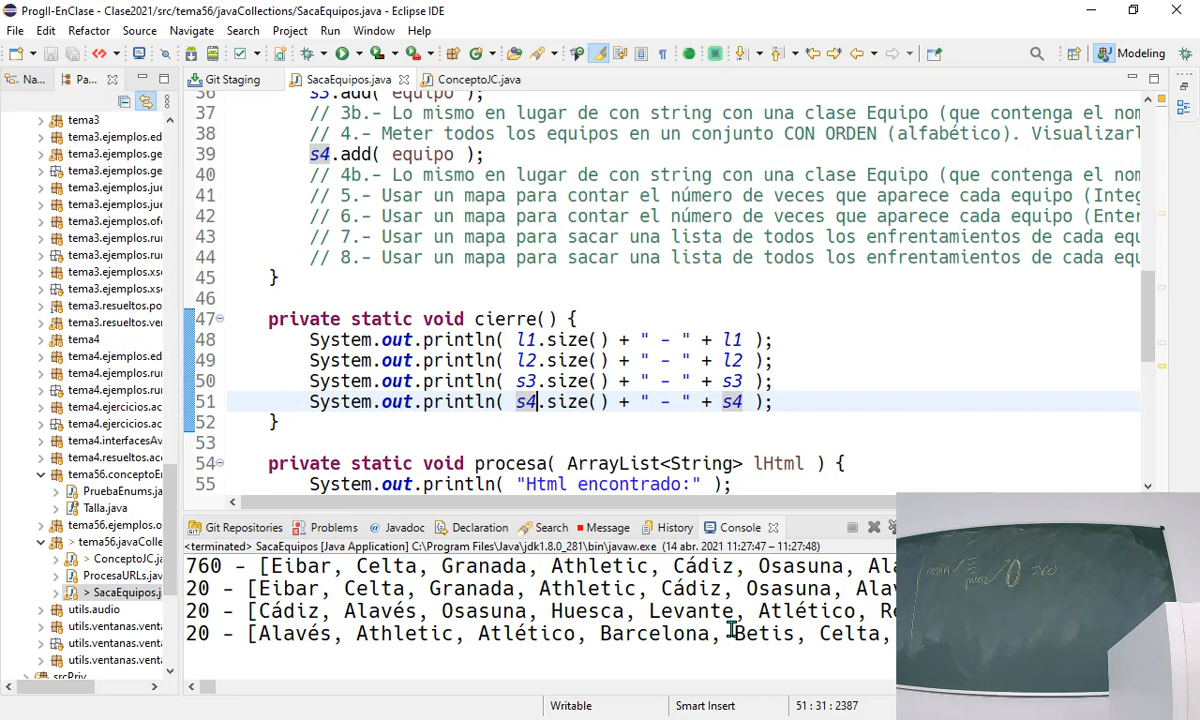 ProgII-EnClase - Clase2021/src/tema56/javaCollections/SacaEquipos.java - Eclipse IDE
File Edit Refactor Source Navigate Search Project Run Window Help
Modeling
Na... Pa... Git Staging SacaEquipos.java ConceptoJC.java
tema3
tema3.ejemplos.ed
tema3.ejemplos.ge
tema3.ejemplos.ge
tema3.ejemplos.jue
tema3.ejemplos.jue
tema3.ejemplos.ofe
tema3.ejemplos.rur
tema3.ejemplos.rur
tema3.ejemplos.xse
tema3.ejemplos.xse
tema3.resueltos.po
tema3.resueltos.ve
tema4
tema4.ejemplos.ed
tema4.ejemplos.rur
tema4.ejemplos.rur
tema4.ejercicios.ac
tema4.ejercicios.ac
tema4.interfacesAv
tema4.resueltos.ac
tema56.conceptoEn
PruebaEnums.ja
Talla.java
tema56.ejemplos.o
> tema56.javaColle
> ConceptoJC.jav
ProcesaURLs.jav
> SacaEquipos.j
utils.audio
utils.ventanas.vent
utils.ventanas.vent
utils.ventanas.vent
srcPriv
36 s3.add( equipo );
37 // 3b.- Lo mismo en lugar de con string con una clase Equipo (que contenga el nom
38 // 4.- Meter todos los equipos en un conjunto CON ORDEN (alfabético). Visualizarl
39 s4.add( equipo );
40 // 4b.- Lo mismo en lugar de con string con una clase Equipo (que contenga el nom
41 // 5.- Usar un mapa para contar el número de veces que aparece cada equipo (Integ
42 // 6.- Usar un mapa para contar el número de veces que aparece cada equipo (Enter
43 // 7.- Usar un mapa para sacar una lista de todos los enfrentamientos de cada equ
44 // 8.- Usar un mapa para sacar una lista de todos los enfrentamientos de cada equ
45 }
46
47 private static void cierre() {
48 System.out.println( l1.size() + " - " + l1 );
49 System.out.println( l2.size() + " - " + l2 );
50 System.out.println( s3.size() + " - " + s3 );
51 System.out.println( s4.size() + " - " + s4 );
52 }
53
54 private static void procesa( ArrayList<String> lHtml ) {
55 System.out.println( "Html encontrado:" );
Git Repositories Problems Javadoc Declaration Search Message History Console
<terminated> SacaEquipos [Java Application] C:\Program Files\Java\jdk1.8.0_281\bin\javaw.exe (14 abr. 2021 11:27:47 – 11:27:48)
760 - [Eibar, Celta, Granada, Athletic, Cádiz, Osasuna, Ala
20 - [Eibar, Celta, Granada, Athletic, Cádiz, Osasuna, Alav
20 - [Cádiz, Alavés, Osasuna, Huesca, Levante, Atlético, Re
20 - [Alavés, Athletic, Atlético, Barcelona, Betis, Celta,
Writable Smart Insert 51 : 31 : 2387